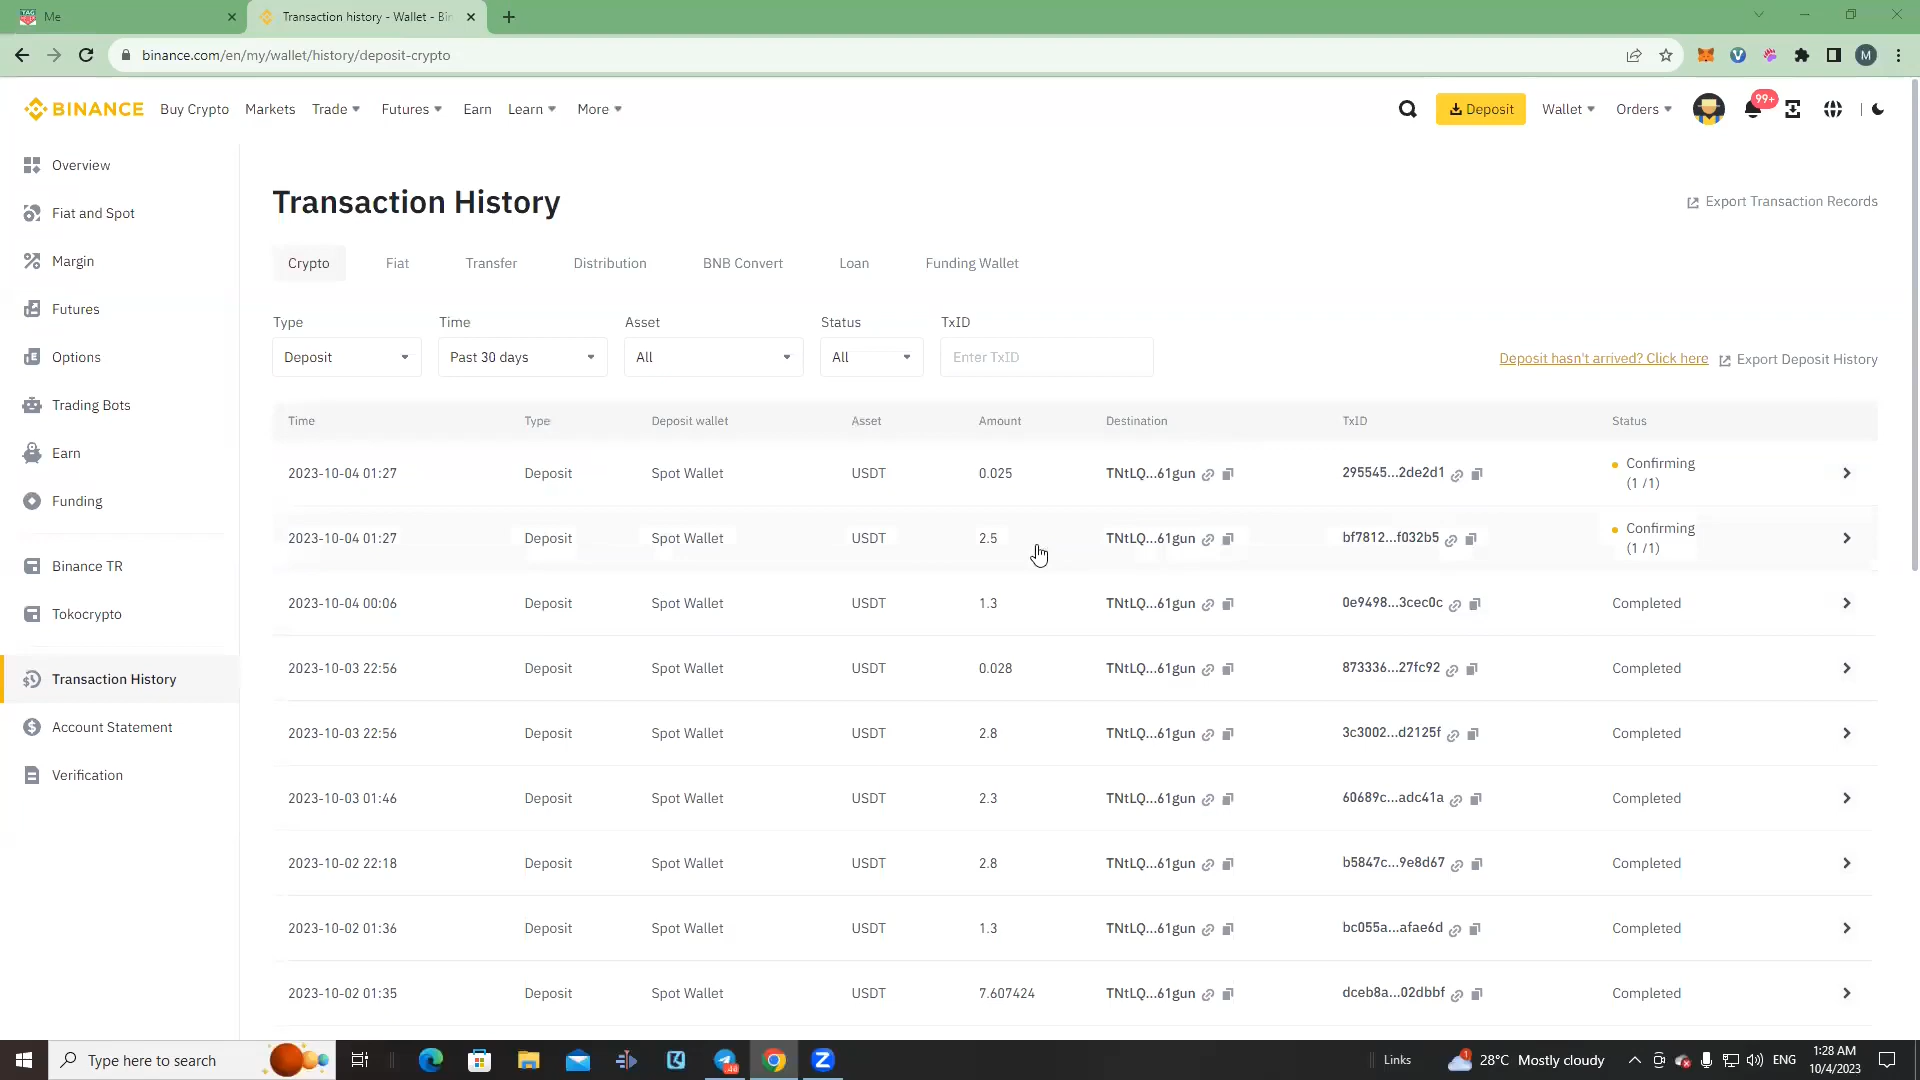 Me
Transaction history - Wallet - Bin
binance.com/en/my/wallet/history/deposit-crypto
M
BINANCE Buy Crypto Markets Trade Futures Earn Learn More
Deposit Wallet Orders 99+
Overview
Fiat and Spot
Margin
Futures
Options
Trading Bots
Earn
Funding
Binance TR
Tokocrypto
Transaction History
Account Statement
Verification
Transaction History
Export Transaction Records
Crypto Fiat Transfer Distribution BNB Convert Loan Funding Wallet
Type Time Asset Status TxID
Deposit Past 30 days All All Enter TxID
Deposit hasn't arrived? Click here Export Deposit History
Time Type Deposit wallet Asset Amount Destination TxID Status
2023-10-04 01:27 Deposit Spot Wallet USDT 0.025 TNtLQ...61gun 295545...2de2d1 Confirming
(1 /1)
2023-10-04 01:27 Deposit Spot Wallet USDT 2.5 TNtLQ...61gun bf7812...f032b5 Confirming
(1 /1)
2023-10-04 00:06 Deposit Spot Wallet USDT 1.3 TNtLQ...61gun 0e9498...3cec0c Completed
2023-10-03 22:56 Deposit Spot Wallet USDT 0.028 TNtLQ...61gun 873336...27fc92 Completed
2023-10-03 22:56 Deposit Spot Wallet USDT 2.8 TNtLQ...61gun 3c3002...d2125f Completed
2023-10-03 01:46 Deposit Spot Wallet USDT 2.3 TNtLQ...61gun 60689c...adc41a Completed
2023-10-02 22:18 Deposit Spot Wallet USDT 2.8 TNtLQ...61gun b5847c...9e8d67 Completed
2023-10-02 01:36 Deposit Spot Wallet USDT 1.3 TNtLQ...61gun bc055a...afae6d Completed
2023-10-02 01:35 Deposit Spot Wallet USDT 7.607424 TNtLQ...61gun dceb8a...02dbbf Completed
Type here to search
Links
28°C Mostly cloudy
ENG
1:28 AM
10/4/2023